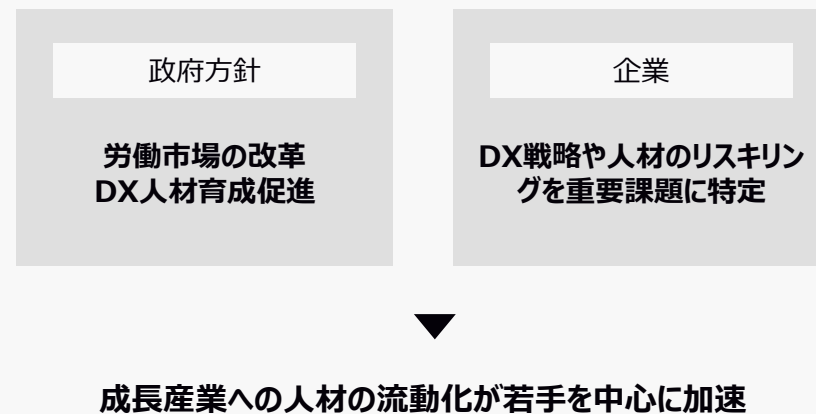 政府方針
労働市場の改革
DX人材育成促進
企業
DX戦略や人材のリスキリン
グを重要課題に特定
成長産業への人材の流動化が若手を中心に加速